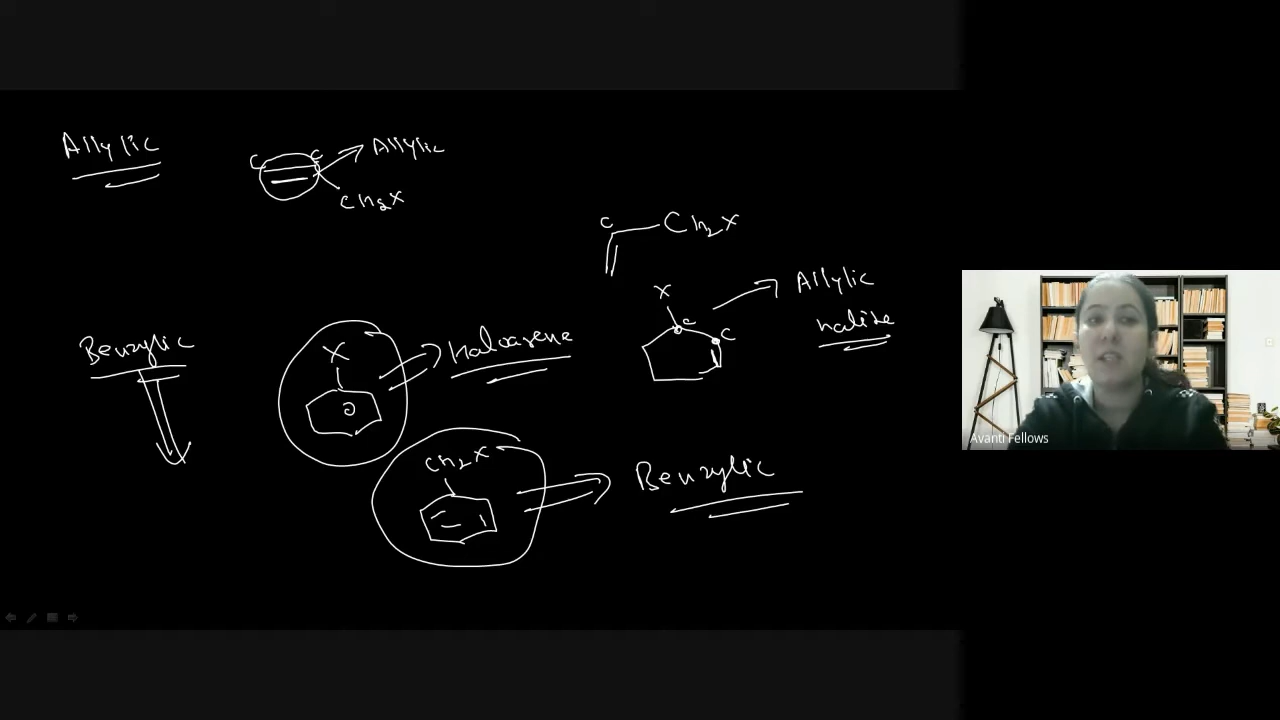 Allylic
C C Allylic
CH2X
C CH2X
X
C
C
Allylic
halide
Benzylic
X
Haloarene
CH2X
Benzylic
Avanti Fellows